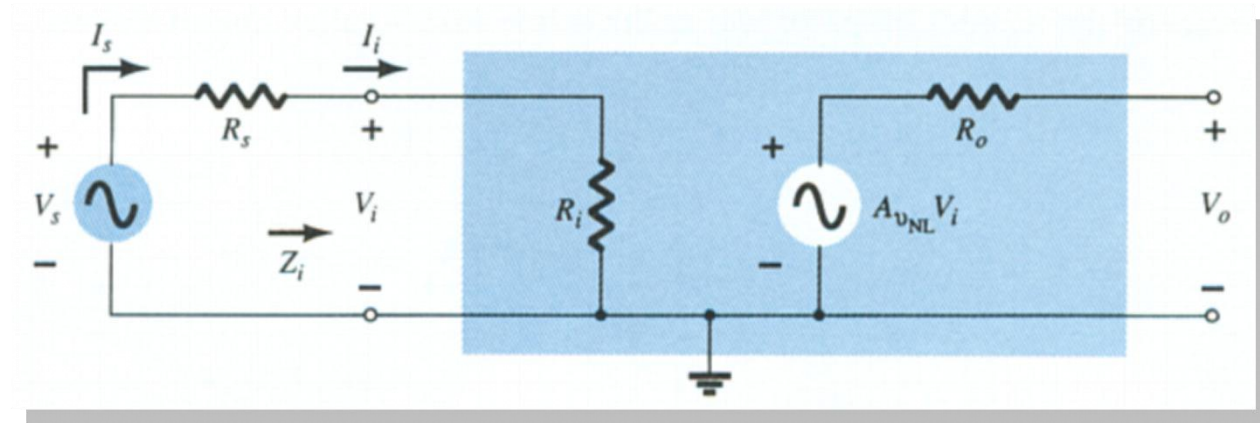 I_s I_i
R_s R_o
+ + + +
V_s V_i R_i A_vNL V_i V_o
Z_i
− − − −